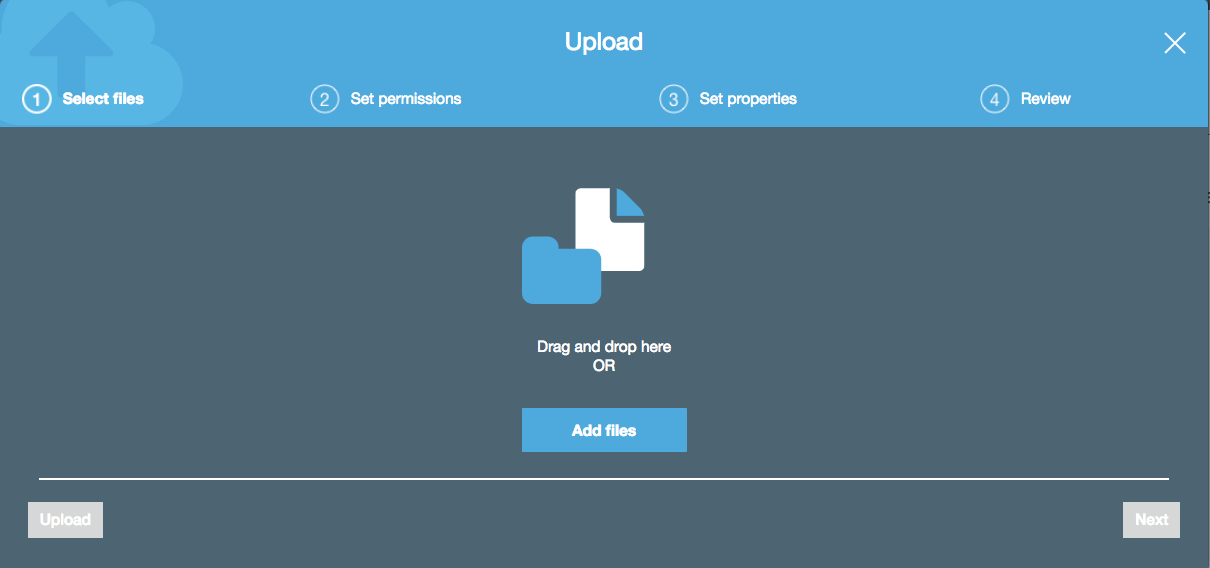 Upload
1 Select files
2 Set permissions
3 Set properties
4 Review
Drag and drop here
OR
Add files
Upload
Next